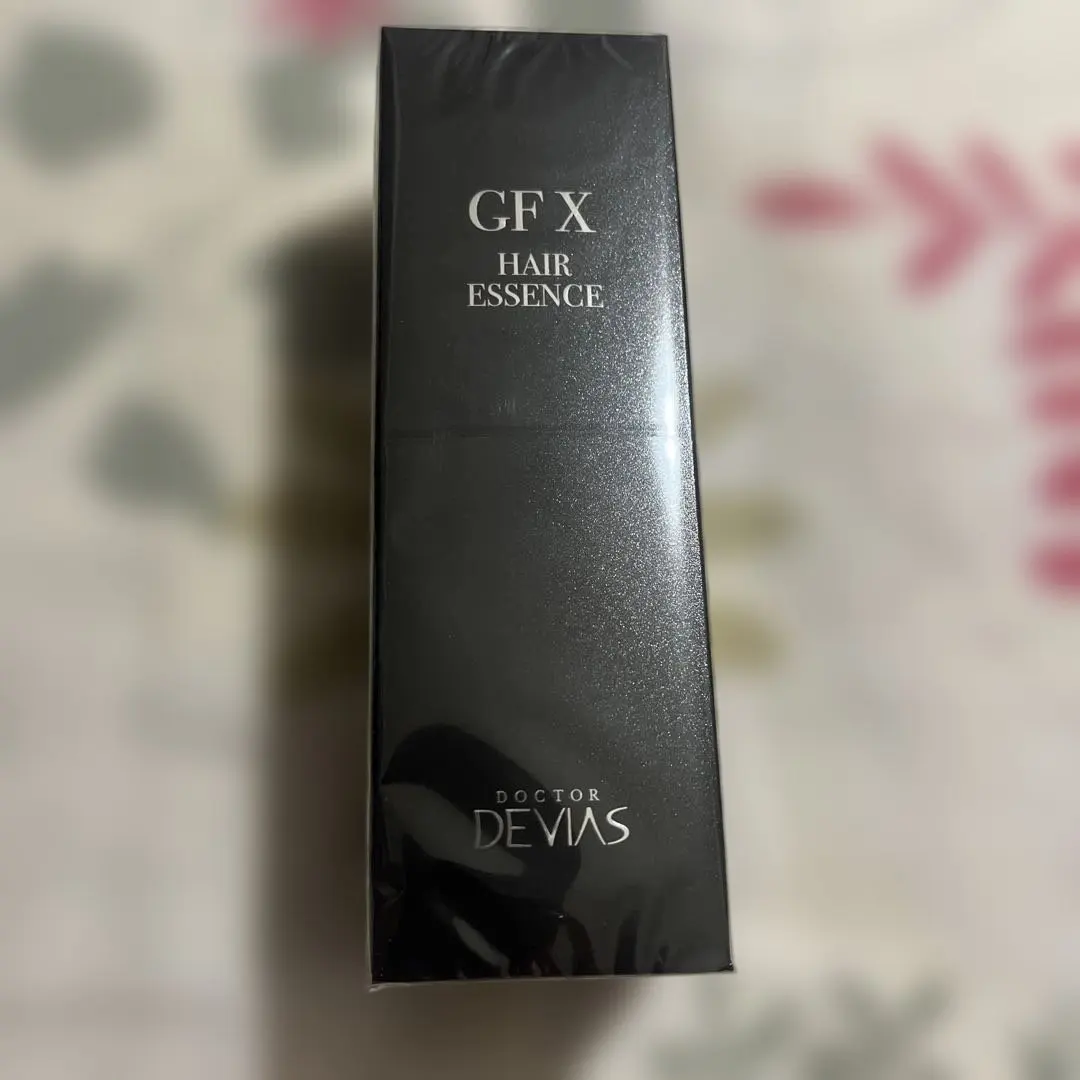 GF X
HAIR
ESSENCE
DOCTOR
DEVIAS